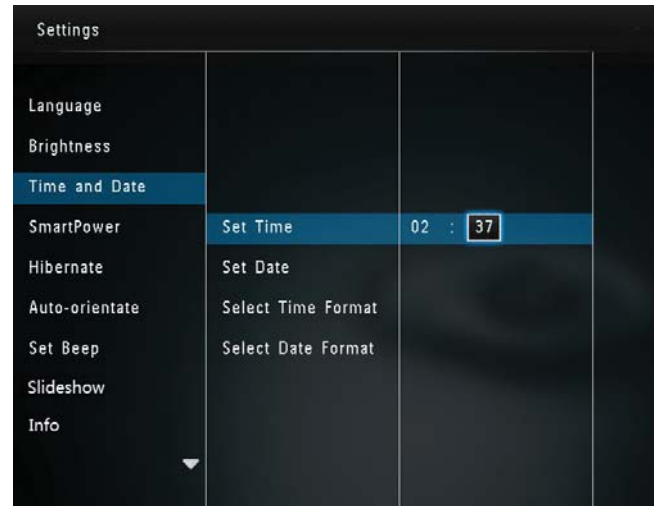 Settings
Language
Brightness
Time and Date
SmartPower
Hibernate
Auto-orientate
Set Beep
Slideshow
Info
Set Time
Set Date
Select Time Format
Select Date Format
02 : 37